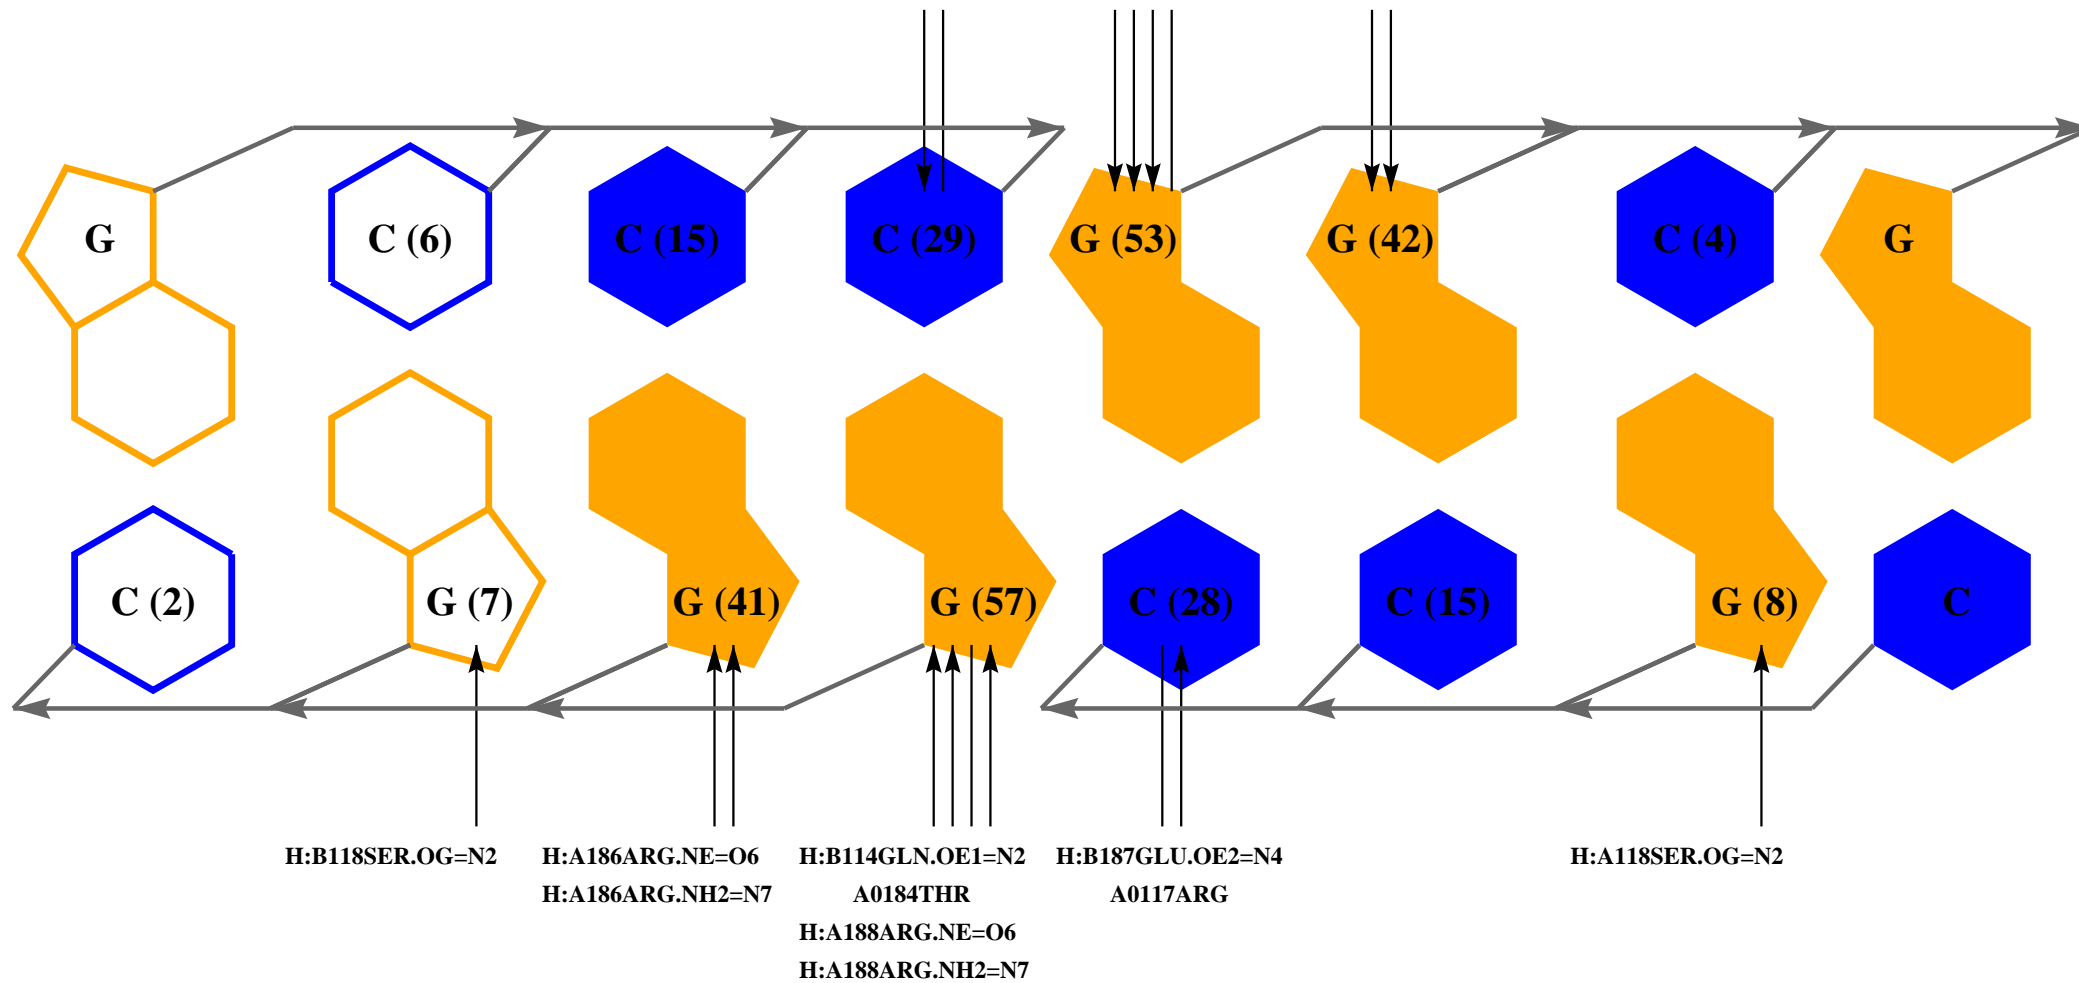 G C (6) C (15) C (29) G (53) G (42) C (4) G
C (2) G (7) G (41) G (57) C (28) C (15) G (8) C
H:B118SER.OG=N2 H:A186ARG.NE=O6 H:B114GLN.OE1=N2 H:B187GLU.OE2=N4 H:A118SER.OG=N2
H:A186ARG.NH2=N7 A0184THR A0117ARG
H:A188ARG.NE=O6
H:A188ARG.NH2=N7